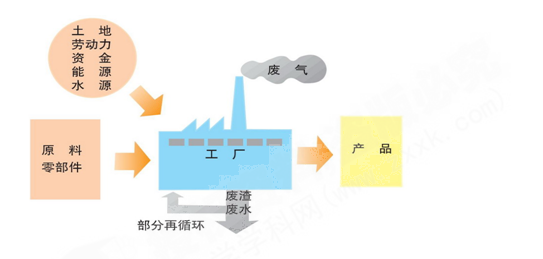 土 地
劳动力
资 金
能 源
水 源
废 气
原 料
零部件
工 厂
产 品
废渣
废水
部分再循环